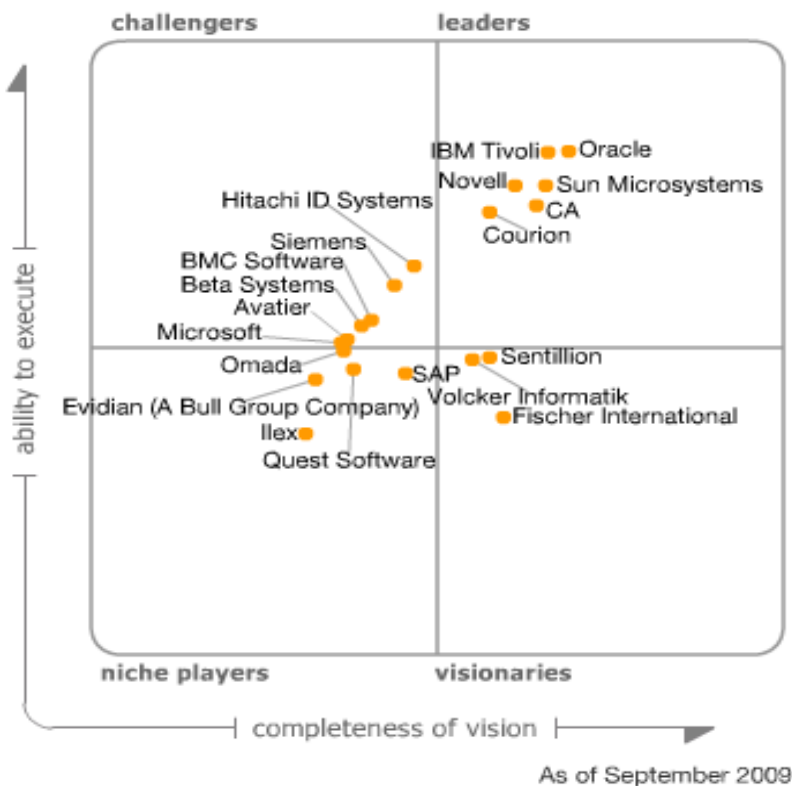 challengers
leaders
IBM Tivoli
Oracle
Novell
Sun Microsystems
Hitachi ID Systems
CA
Courion
Siemens
BMC Software
Beta Systems
Avatier
Microsoft
Omada
Sentillion
SAP
Volcker Informatik
Evidian (A Bull Group Company)
Fischer International
Ilex
Quest Software
ability to execute
niche players
visionaries
completeness of vision
As of September 2009